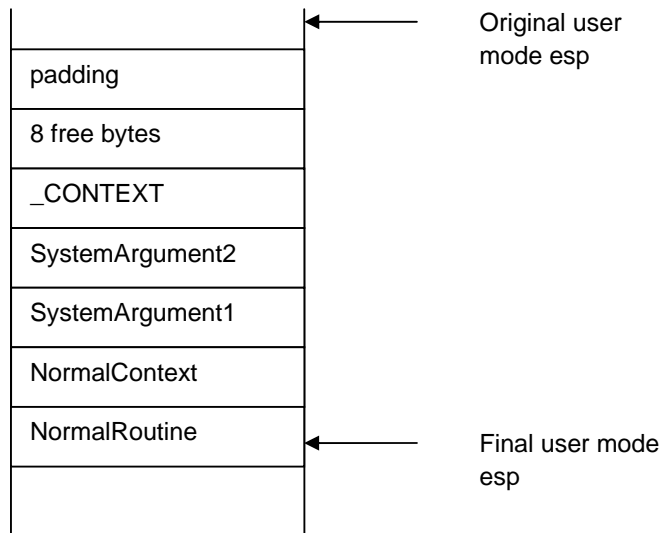 Original user
mode esp
padding
8 free bytes
_CONTEXT
SystemArgument2
SystemArgument1
NormalContext
NormalRoutine
Final user mode
esp